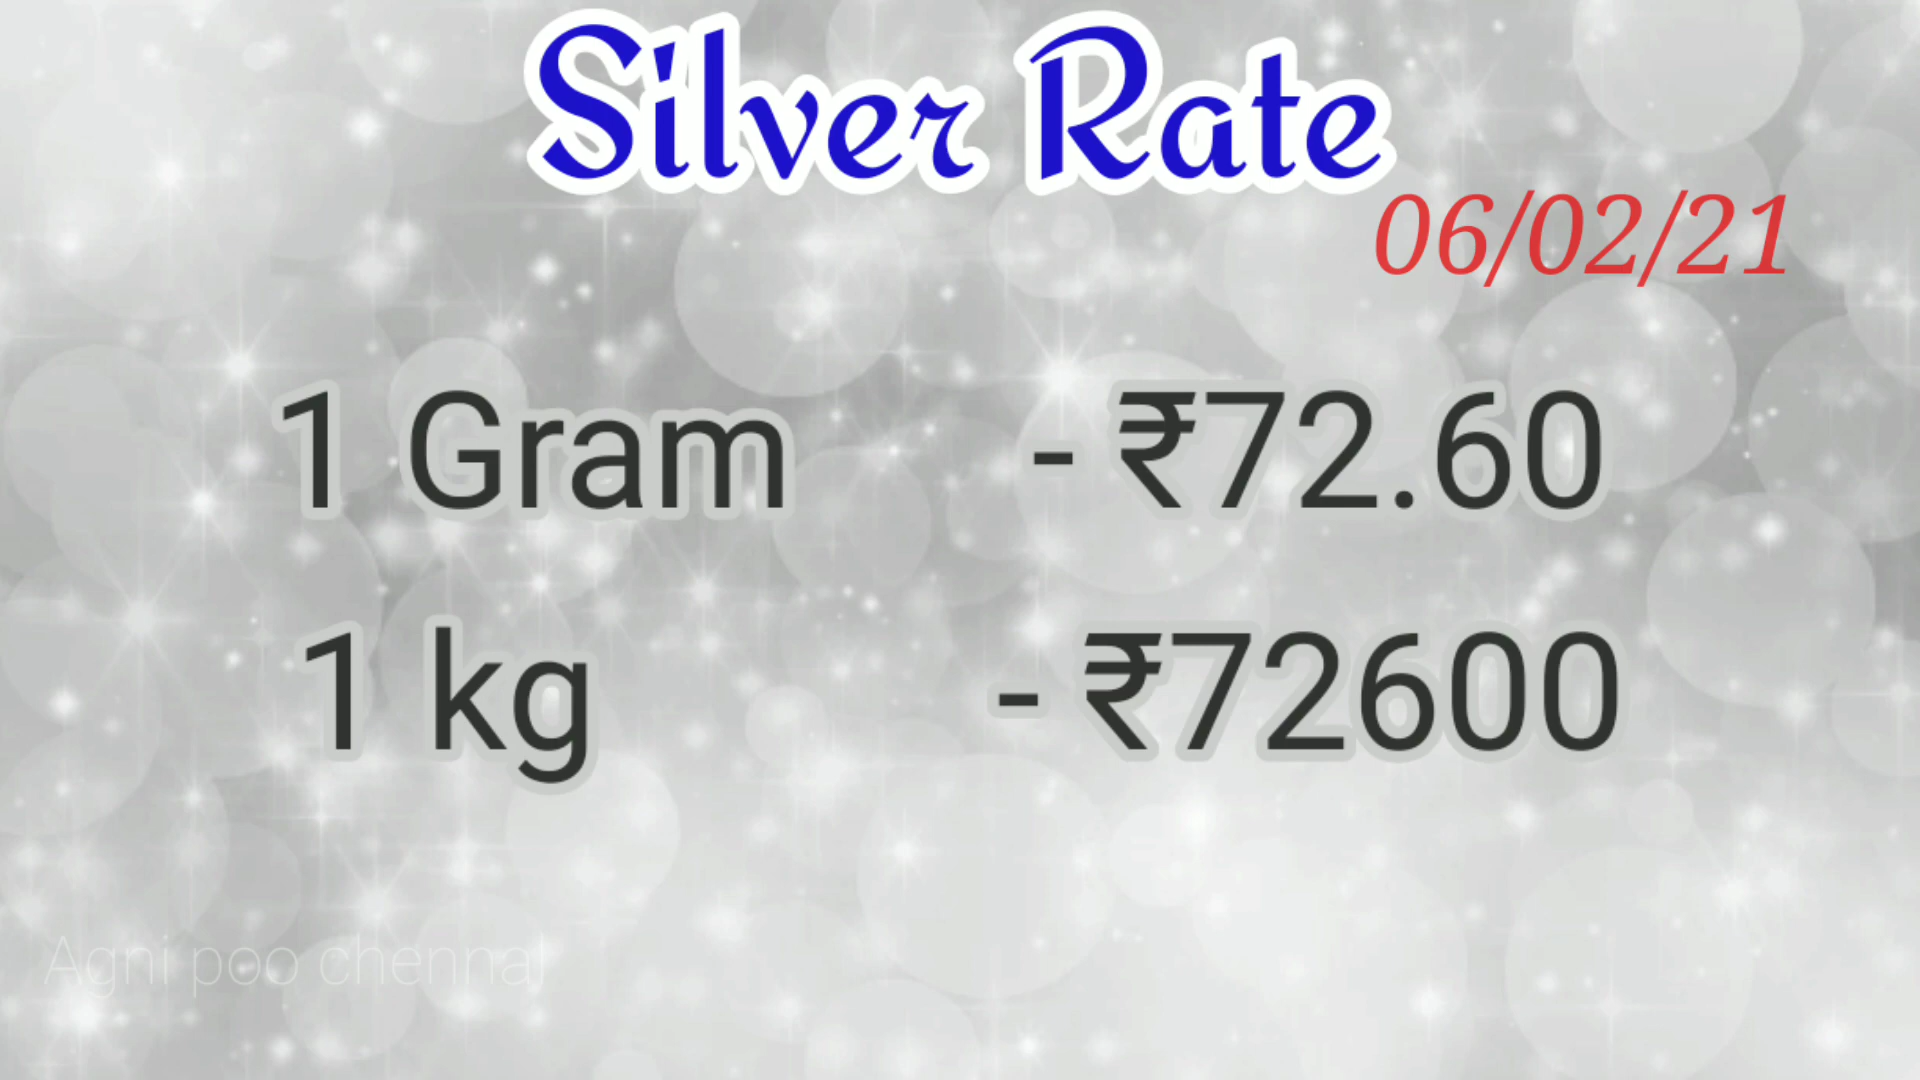 Silver Rate
06/02/21
1 Gram - ₹72.60
1 kg - ₹72600
Agni poo chennai